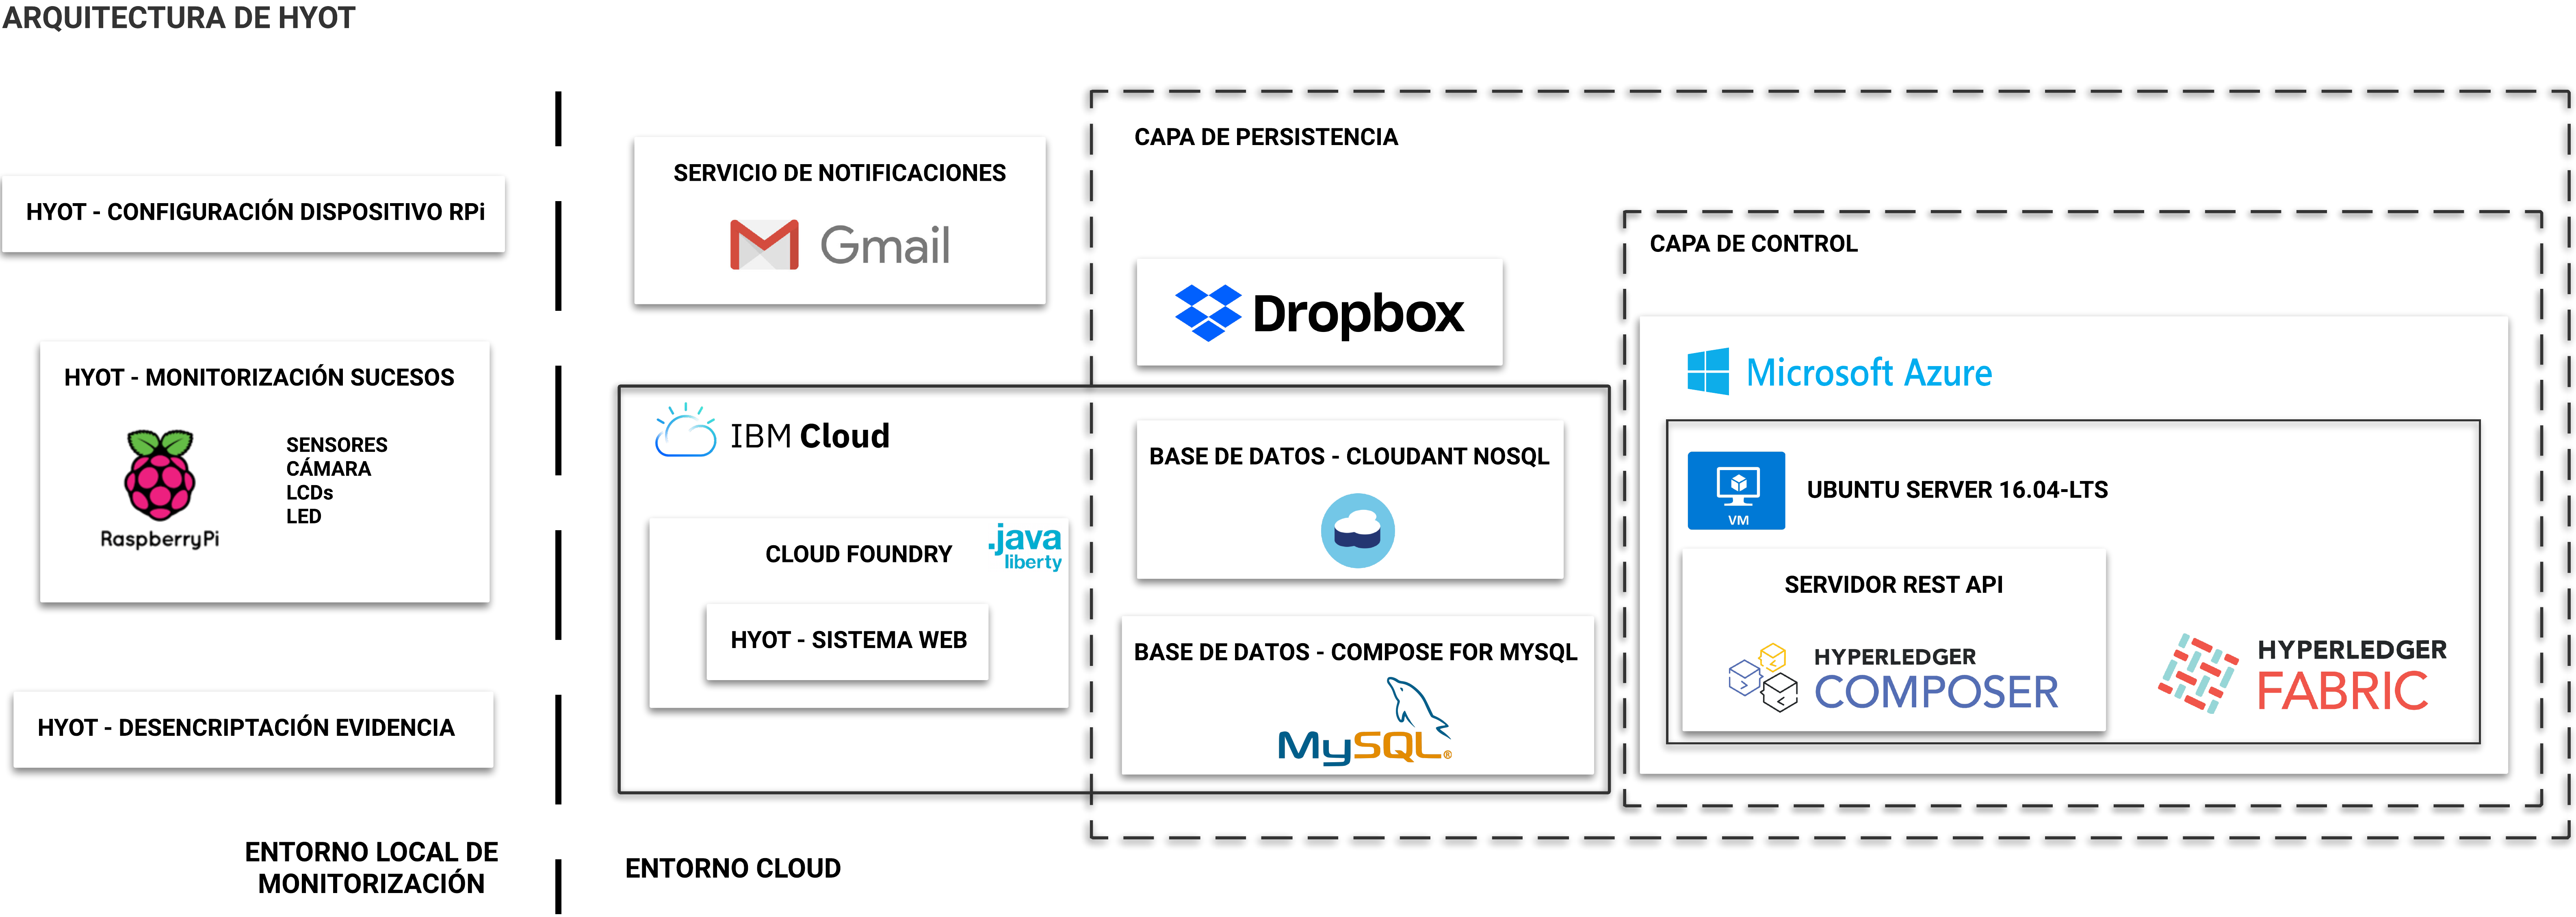 ARQUITECTURA DE HYOT
HYOT - CONFIGURACIÓN DISPOSITIVO RPi
HYOT - MONITORIZACIÓN SUCESOS
RaspberryPi
SENSORES
CÁMARA
LCDs
LED
HYOT - DESENCRIPTACIÓN EVIDENCIA
ENTORNO LOCAL DE
MONITORIZACIÓN
SERVICIO DE NOTIFICACIONES
Gmail
IBM Cloud
CLOUD FOUNDRY
.java
liberty
HYOT - SISTEMA WEB
ENTORNO CLOUD
CAPA DE PERSISTENCIA
Dropbox
BASE DE DATOS - CLOUDANT NOSQL
BASE DE DATOS - COMPOSE FOR MYSQL
MySQL®
CAPA DE CONTROL
Microsoft Azure
VM
UBUNTU SERVER 16.04-LTS
SERVIDOR REST API
HYPERLEDGER
COMPOSER
HYPERLEDGER
FABRIC